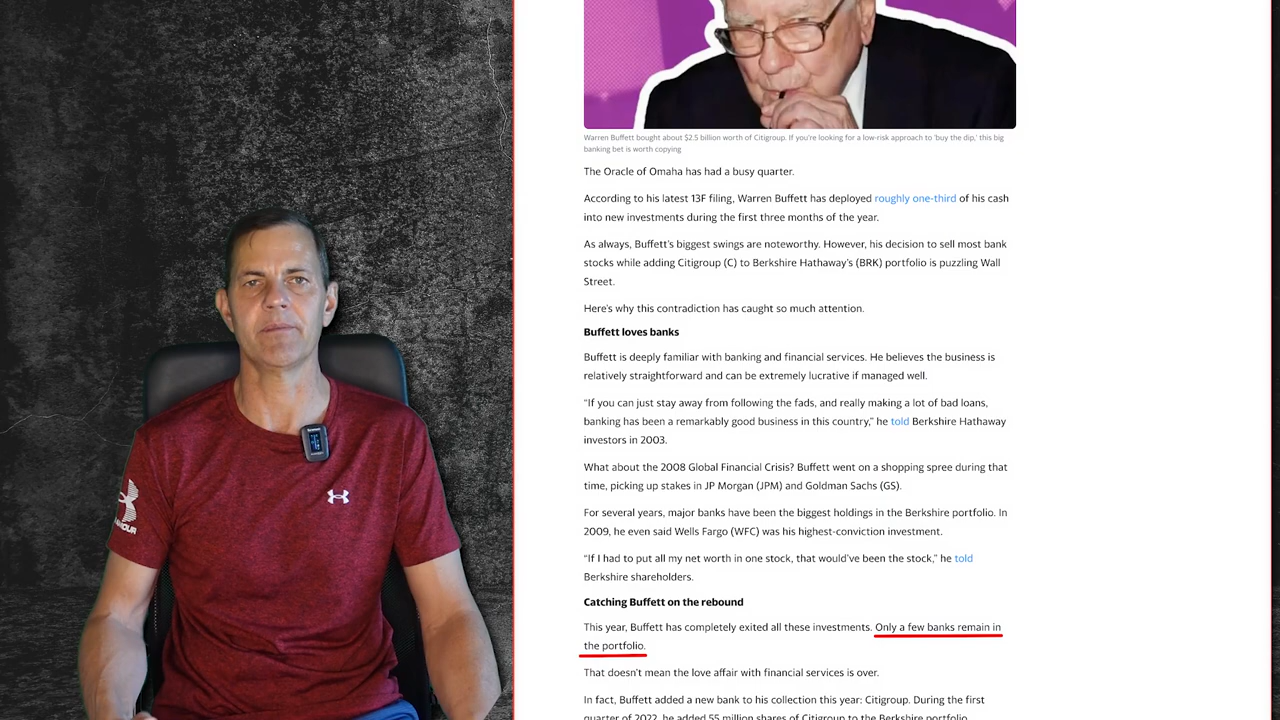 Warren Buffett bought about $2.5 billion worth of Citigroup. If you're looking for a low-risk approach to 'buy the dip,' this big
banking bet is worth copying
The Oracle of Omaha has had a busy quarter.
According to his latest 13F filing, Warren Buffett has deployed roughly one-third of his cash
into new investments during the first three months of the year.
As always, Buffett's biggest swings are noteworthy. However, his decision to sell most bank
stocks while adding Citigroup (C) to Berkshire Hathaway's (BRK) portfolio is puzzling Wall
Street.
Here's why this contradiction has caught so much attention.
Buffett loves banks
Buffett is deeply familiar with banking and financial services. He believes the business is
relatively straightforward and can be extremely lucrative if managed well.
“If you can just stay away from following the fads, and really making a lot of bad loans,
banking has been a remarkably good business in this country,” he told Berkshire Hathaway
investors in 2003.
What about the 2008 Global Financial Crisis? Buffett went on a shopping spree during that
time, picking up stakes in JP Morgan (JPM) and Goldman Sachs (GS).
For several years, major banks have been the biggest holdings in the Berkshire portfolio. In
2009, he even said Wells Fargo (WFC) was his highest-conviction investment.
“If I had to put all my net worth in one stock, that would've been the stock,” he told
Berkshire shareholders.
Catching Buffett on the rebound
This year, Buffett has completely exited all these investments. Only a few banks remain in
the portfolio.
That doesn't mean the love affair with financial services is over.
In fact, Buffett added a new bank to his collection this year: Citigroup. During the first
quarter of 2022, he added 55 million shares of Citigroup to the Berkshire portfolio.